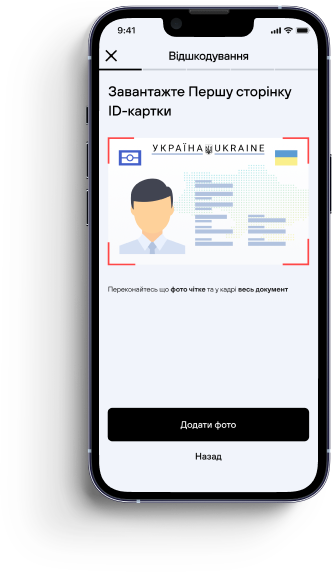 9:41
Відшкодування
Завантажте Першу сторінку
ID-картки
УКРАЇНА UKRAINE
Переконайтесь що фото чітке та у кадрі весь документ
Додати фото
Назад